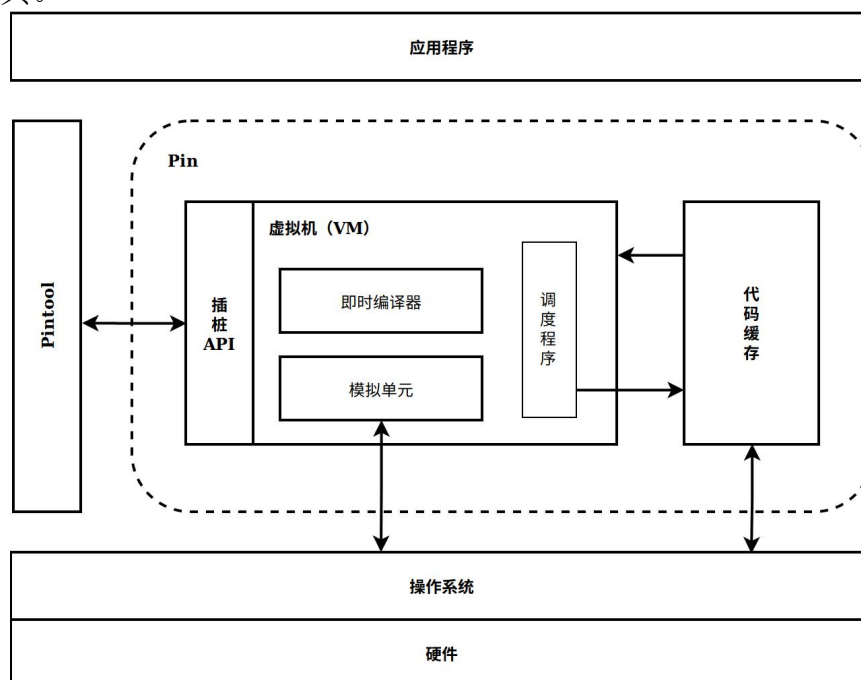 具。
应用程序
Pin
Pintool
插
桩
API
虚拟机（VM）
即时编译器
模拟单元
调
度
程
序
代
码
缓
存
操作系统
硬件